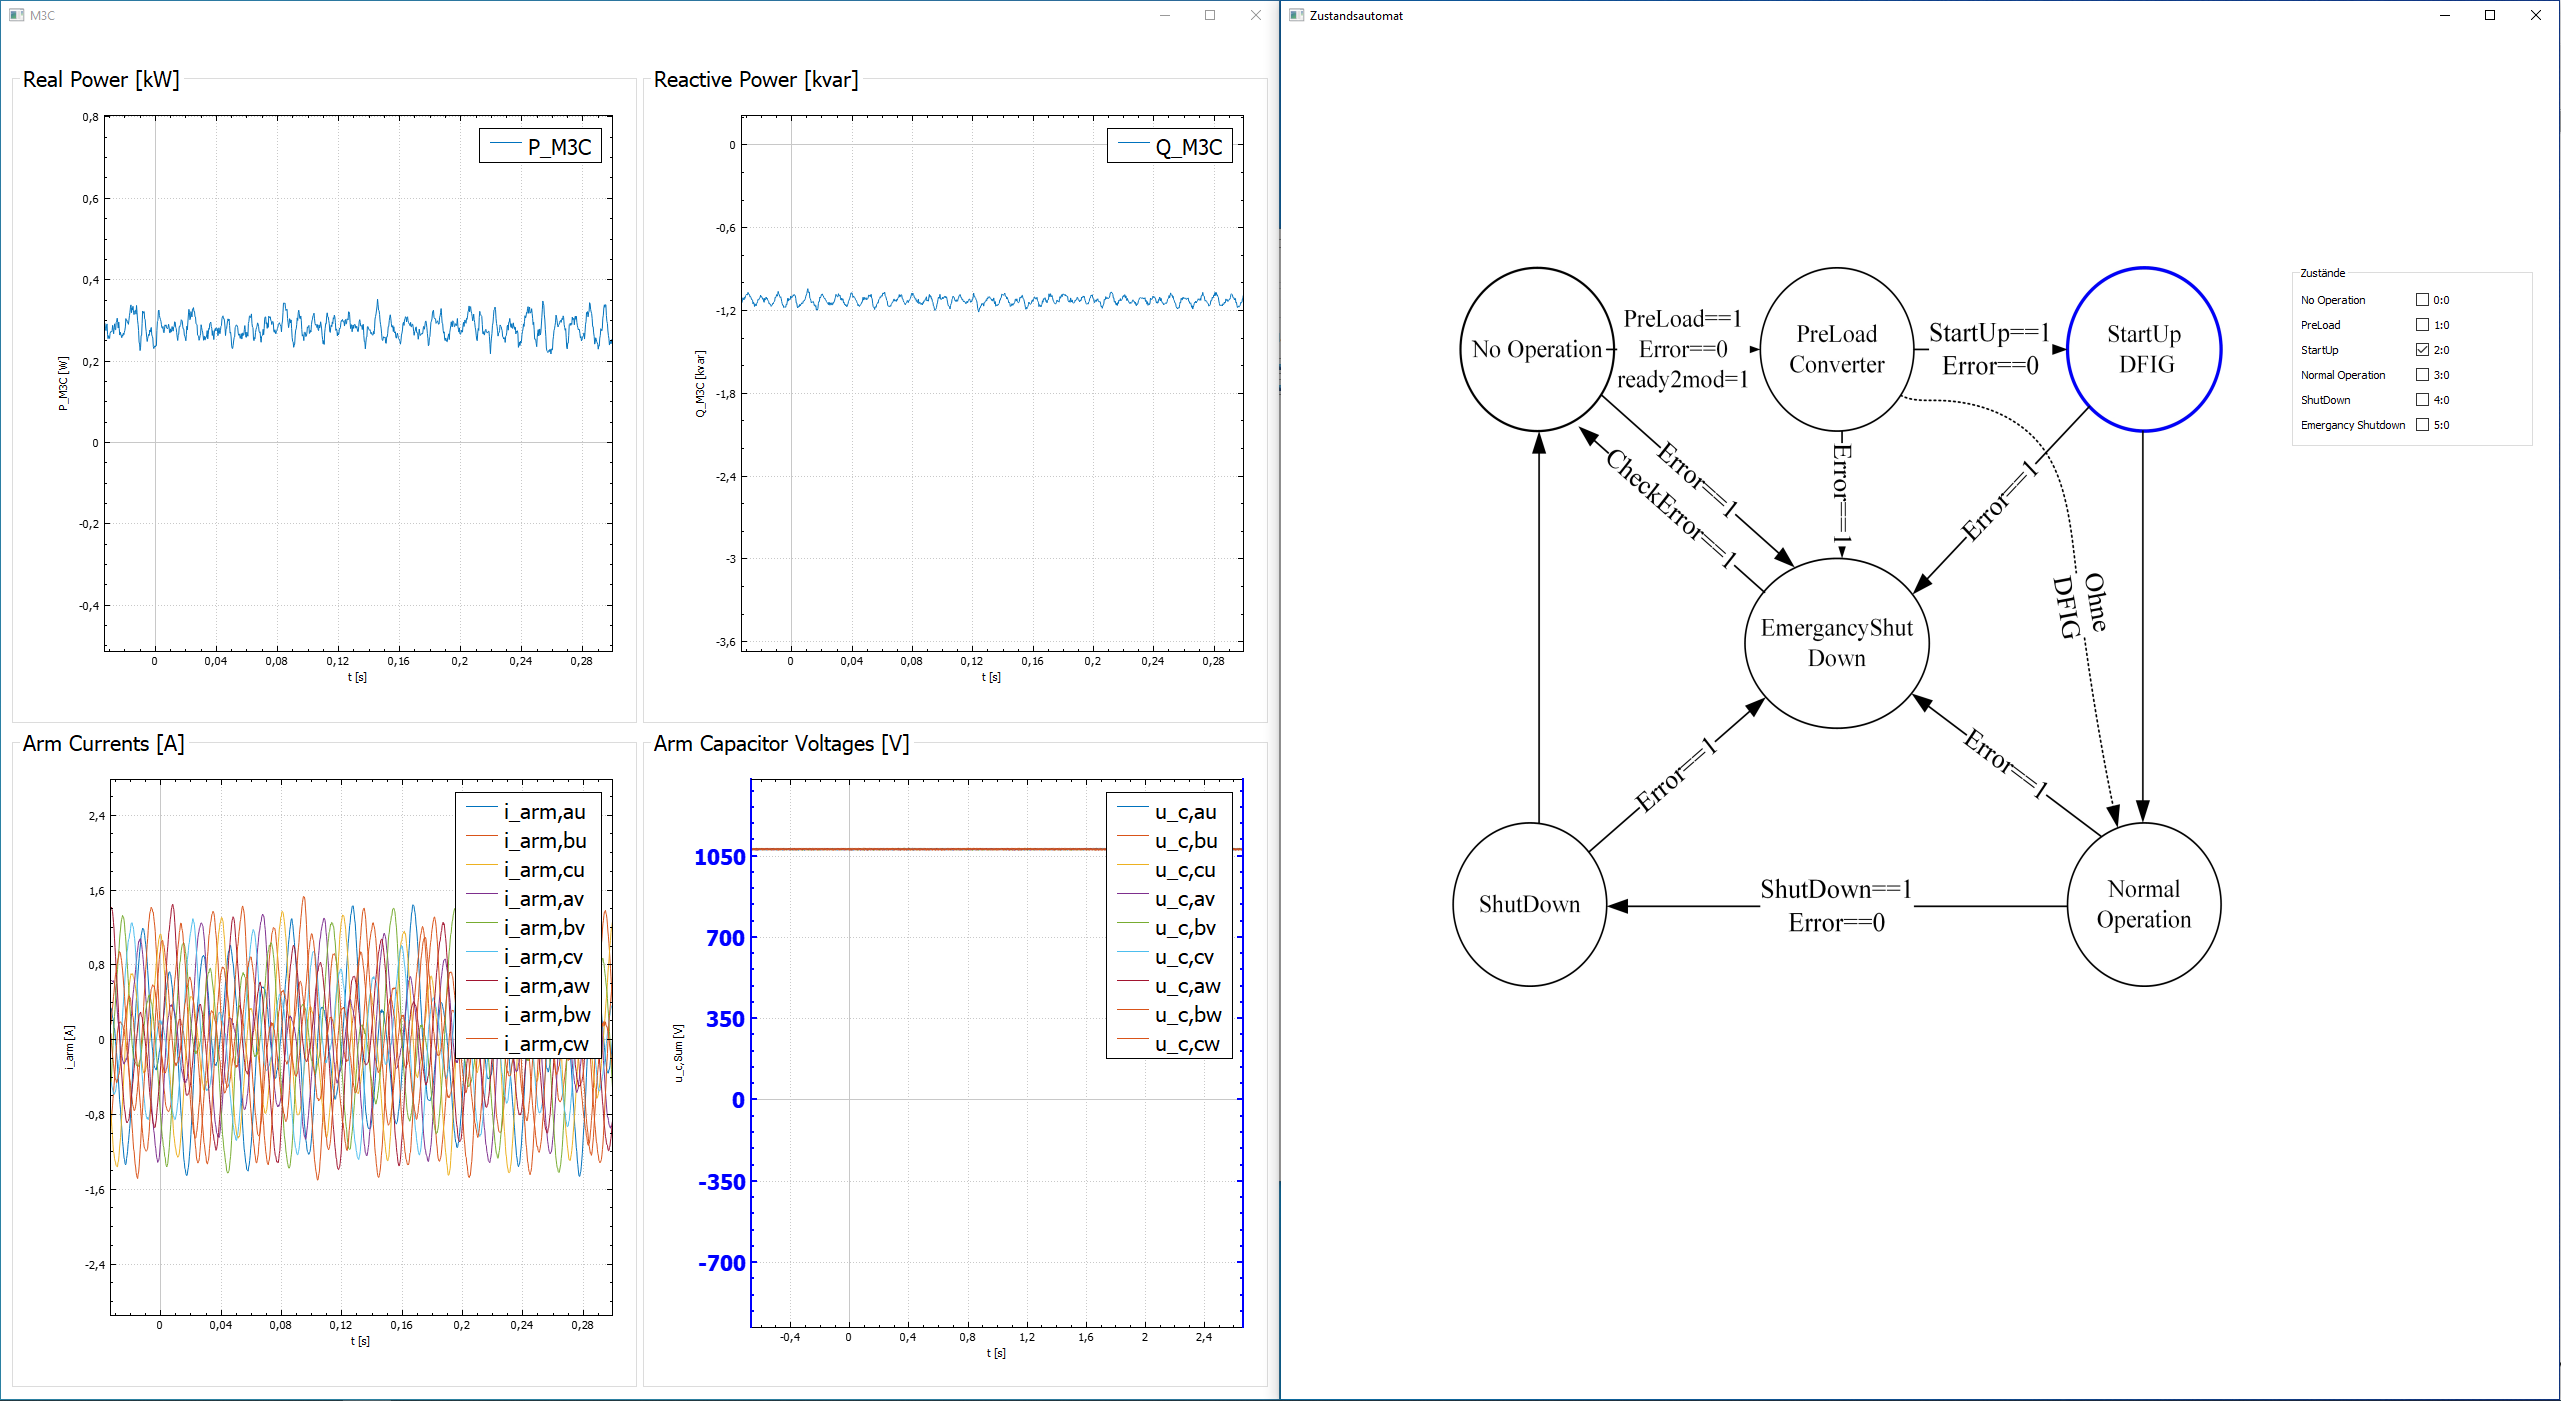 M3C
Real Power [kW]
P_M3C
0,8
0,6
0,4
0,2
0
-0,2
-0,4
P_M3C [W]
0
0,04
0,08
0,12
0,16
0,2
0,24
0,28
t [s]
Reactive Power [kvar]
Q_M3C
0
-0,6
-1,2
-1,8
-2,4
-3
-3,6
Q_M3C [kvar]
0
0,04
0,08
0,12
0,16
0,2
0,24
0,28
t [s]
Arm Currents [A]
i_arm,au
i_arm,bu
i_arm,cu
i_arm,av
i_arm,bv
i_arm,cv
i_arm,aw
i_arm,bw
i_arm,cw
2,4
1,6
0,8
0
-0,8
-1,6
-2,4
i_arm [A]
0
0,04
0,08
0,12
0,16
0,2
0,24
0,28
t [s]
Arm Capacitor Voltages [V]
u_c,au
u_c,bu
u_c,cu
u_c,av
u_c,bv
u_c,cv
u_c,aw
u_c,bw
u_c,cw
1050
700
350
0
-350
-700
u_c,Sum [V]
-0,4
0
0,4
0,8
1,2
1,6
2
2,4
t [s]
Zustandsautomat
No Operation
PreLoad==1
Error==0
ready2mod=1
PreLoad
Converter
StartUp==1
Error==0
StartUp
DFIG
Error==1
CheckError==1
Error==1
Error==1
Ohne
DFIG
EmergancyShut
Down
Error==1
Error==1
ShutDown
ShutDown==1
Error==0
Normal
Operation
Zustände
No Operation 0:0
PreLoad 1:0
StartUp 2:0
Normal Operation 3:0
ShutDown 4:0
Emergancy Shutdown 5:0